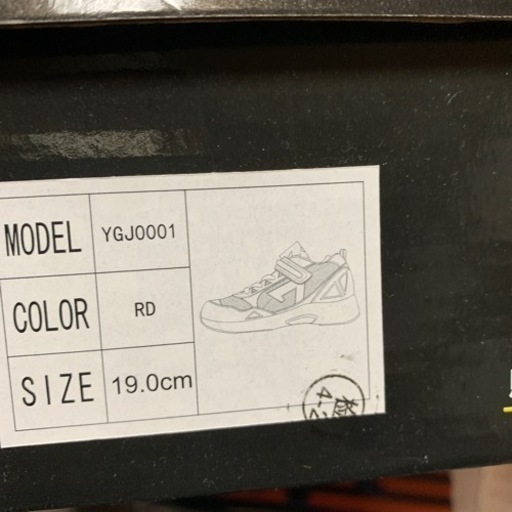 MODEL YGJ0001
COLOR RD
SIZE 19.0cm